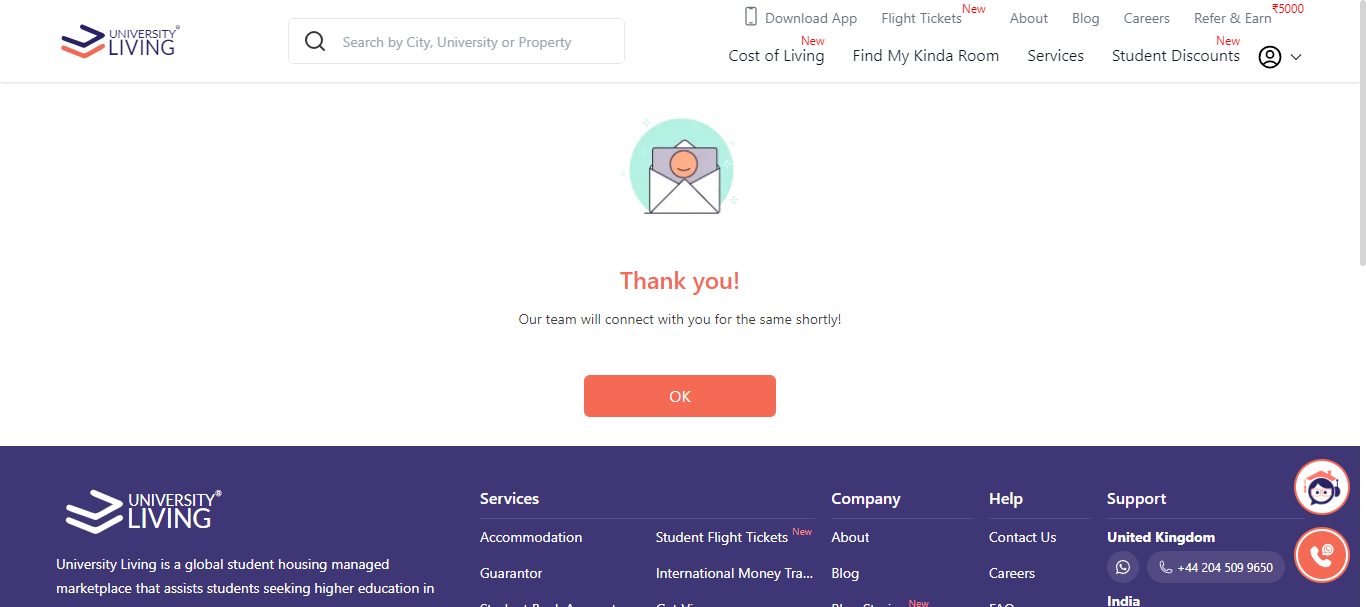 UNIVERSITY LIVING
Search by City, University or Property
Download App
Flight Tickets New
About
Blog
Careers
Refer & Earn ₹5000
Cost of Living New
Find My Kinda Room
Services
Student Discounts New
Thank you!
Our team will connect with you for the same shortly!
OK
UNIVERSITY® LIVING
University Living is a global student housing managed
marketplace that assists students seeking higher education in
Services
Accommodation
Guarantor
Student Flight Tickets New
International Money Tra...
Company
About
Blog
New
Help
Contact Us
Careers
Support
United Kingdom
+44 204 509 9650
India